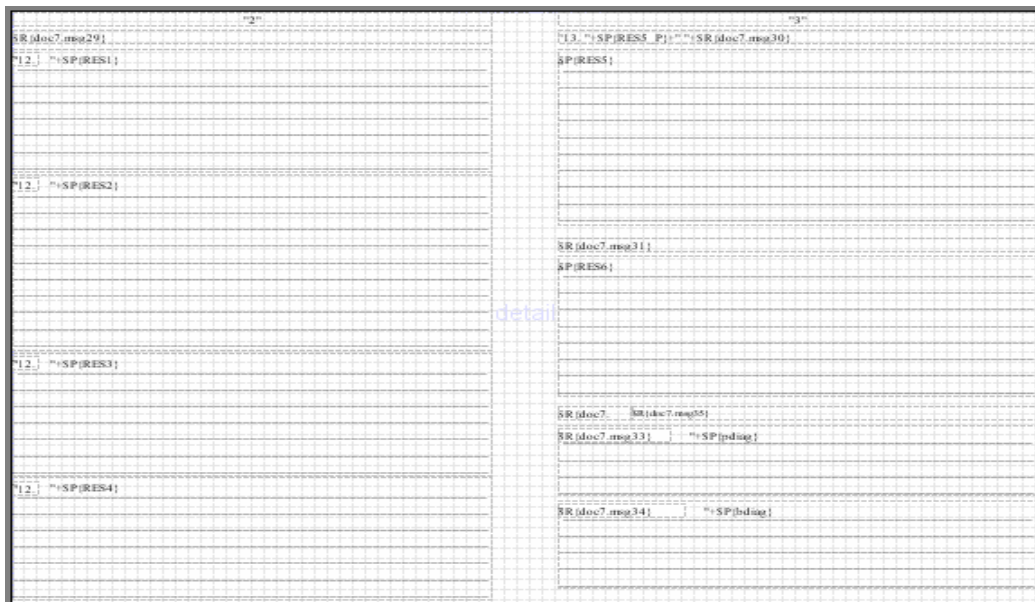 "2"
$R{doc7.msg29}
"12. "+$P{RES1}
"12. "+$P{RES2}
"12. "+$P{RES3}
"12. "+$P{RES4}
detail
"3"
"13. "+$P{RES5_P}+" "+$R{doc7.msg30}
$P{RES5}
$R{doc7.msg31}
$P{RES6}
$R{doc7. $R{doc7.msg35}
$R{doc7.msg33} "+$P{pdiag}
$R{doc7.msg34} "+$P{bdiag}